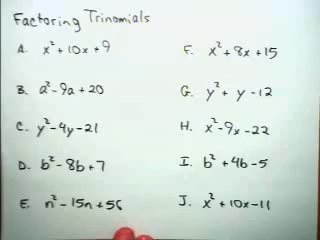 Factoring Trinomials
A. x² + 10x + 9
B. a² - 9a + 20
C. y² - 4y - 21
D. b² - 8b + 7
E. n² - 15n + 56
F. x² + 8x + 15
G. y² + y - 12
H. x² - 9x - 22
I. b² + 4b - 5
J. x² + 10x - 11